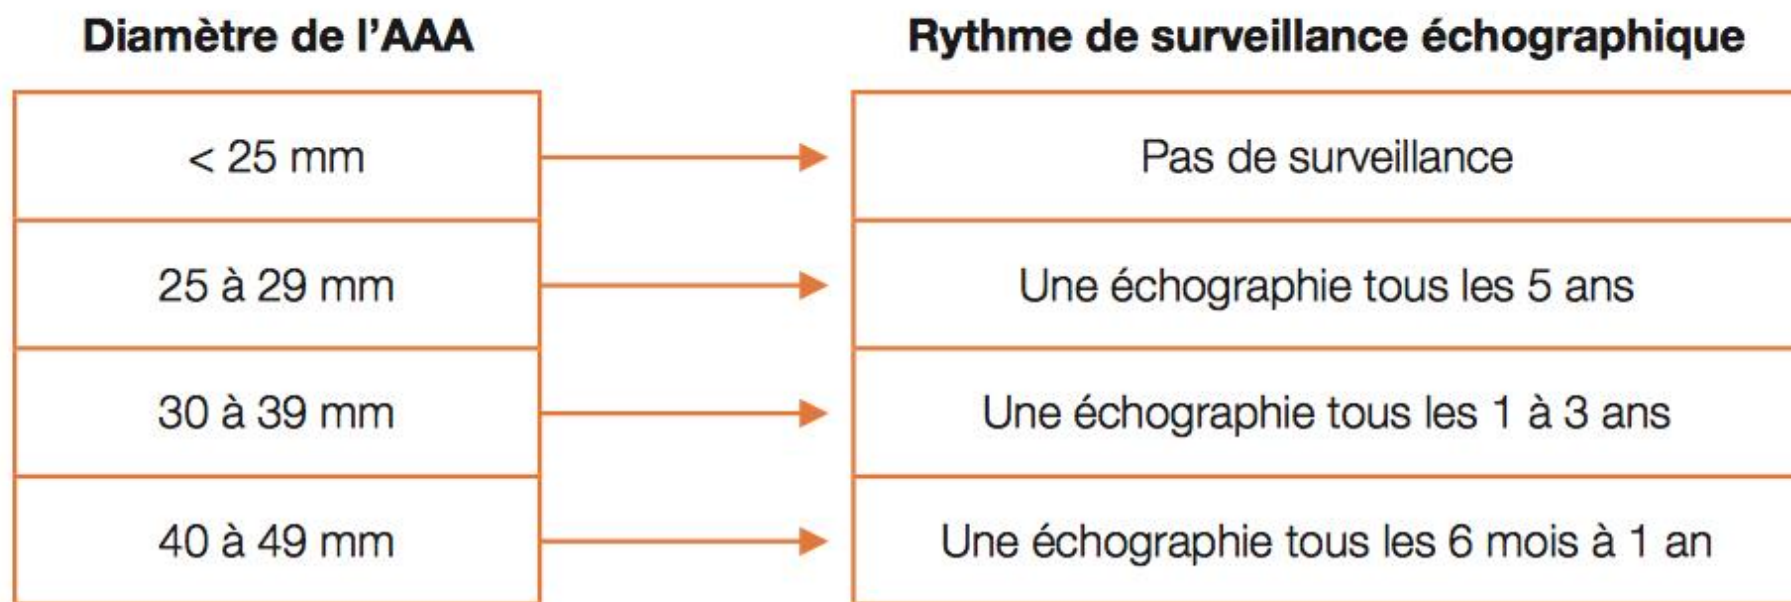 Diamètre de l'AAA
Rythme de surveillance échographique
< 25 mm
Pas de surveillance
25 à 29 mm
Une échographie tous les 5 ans
30 à 39 mm
Une échographie tous les 1 à 3 ans
40 à 49 mm
Une échographie tous les 6 mois à 1 an